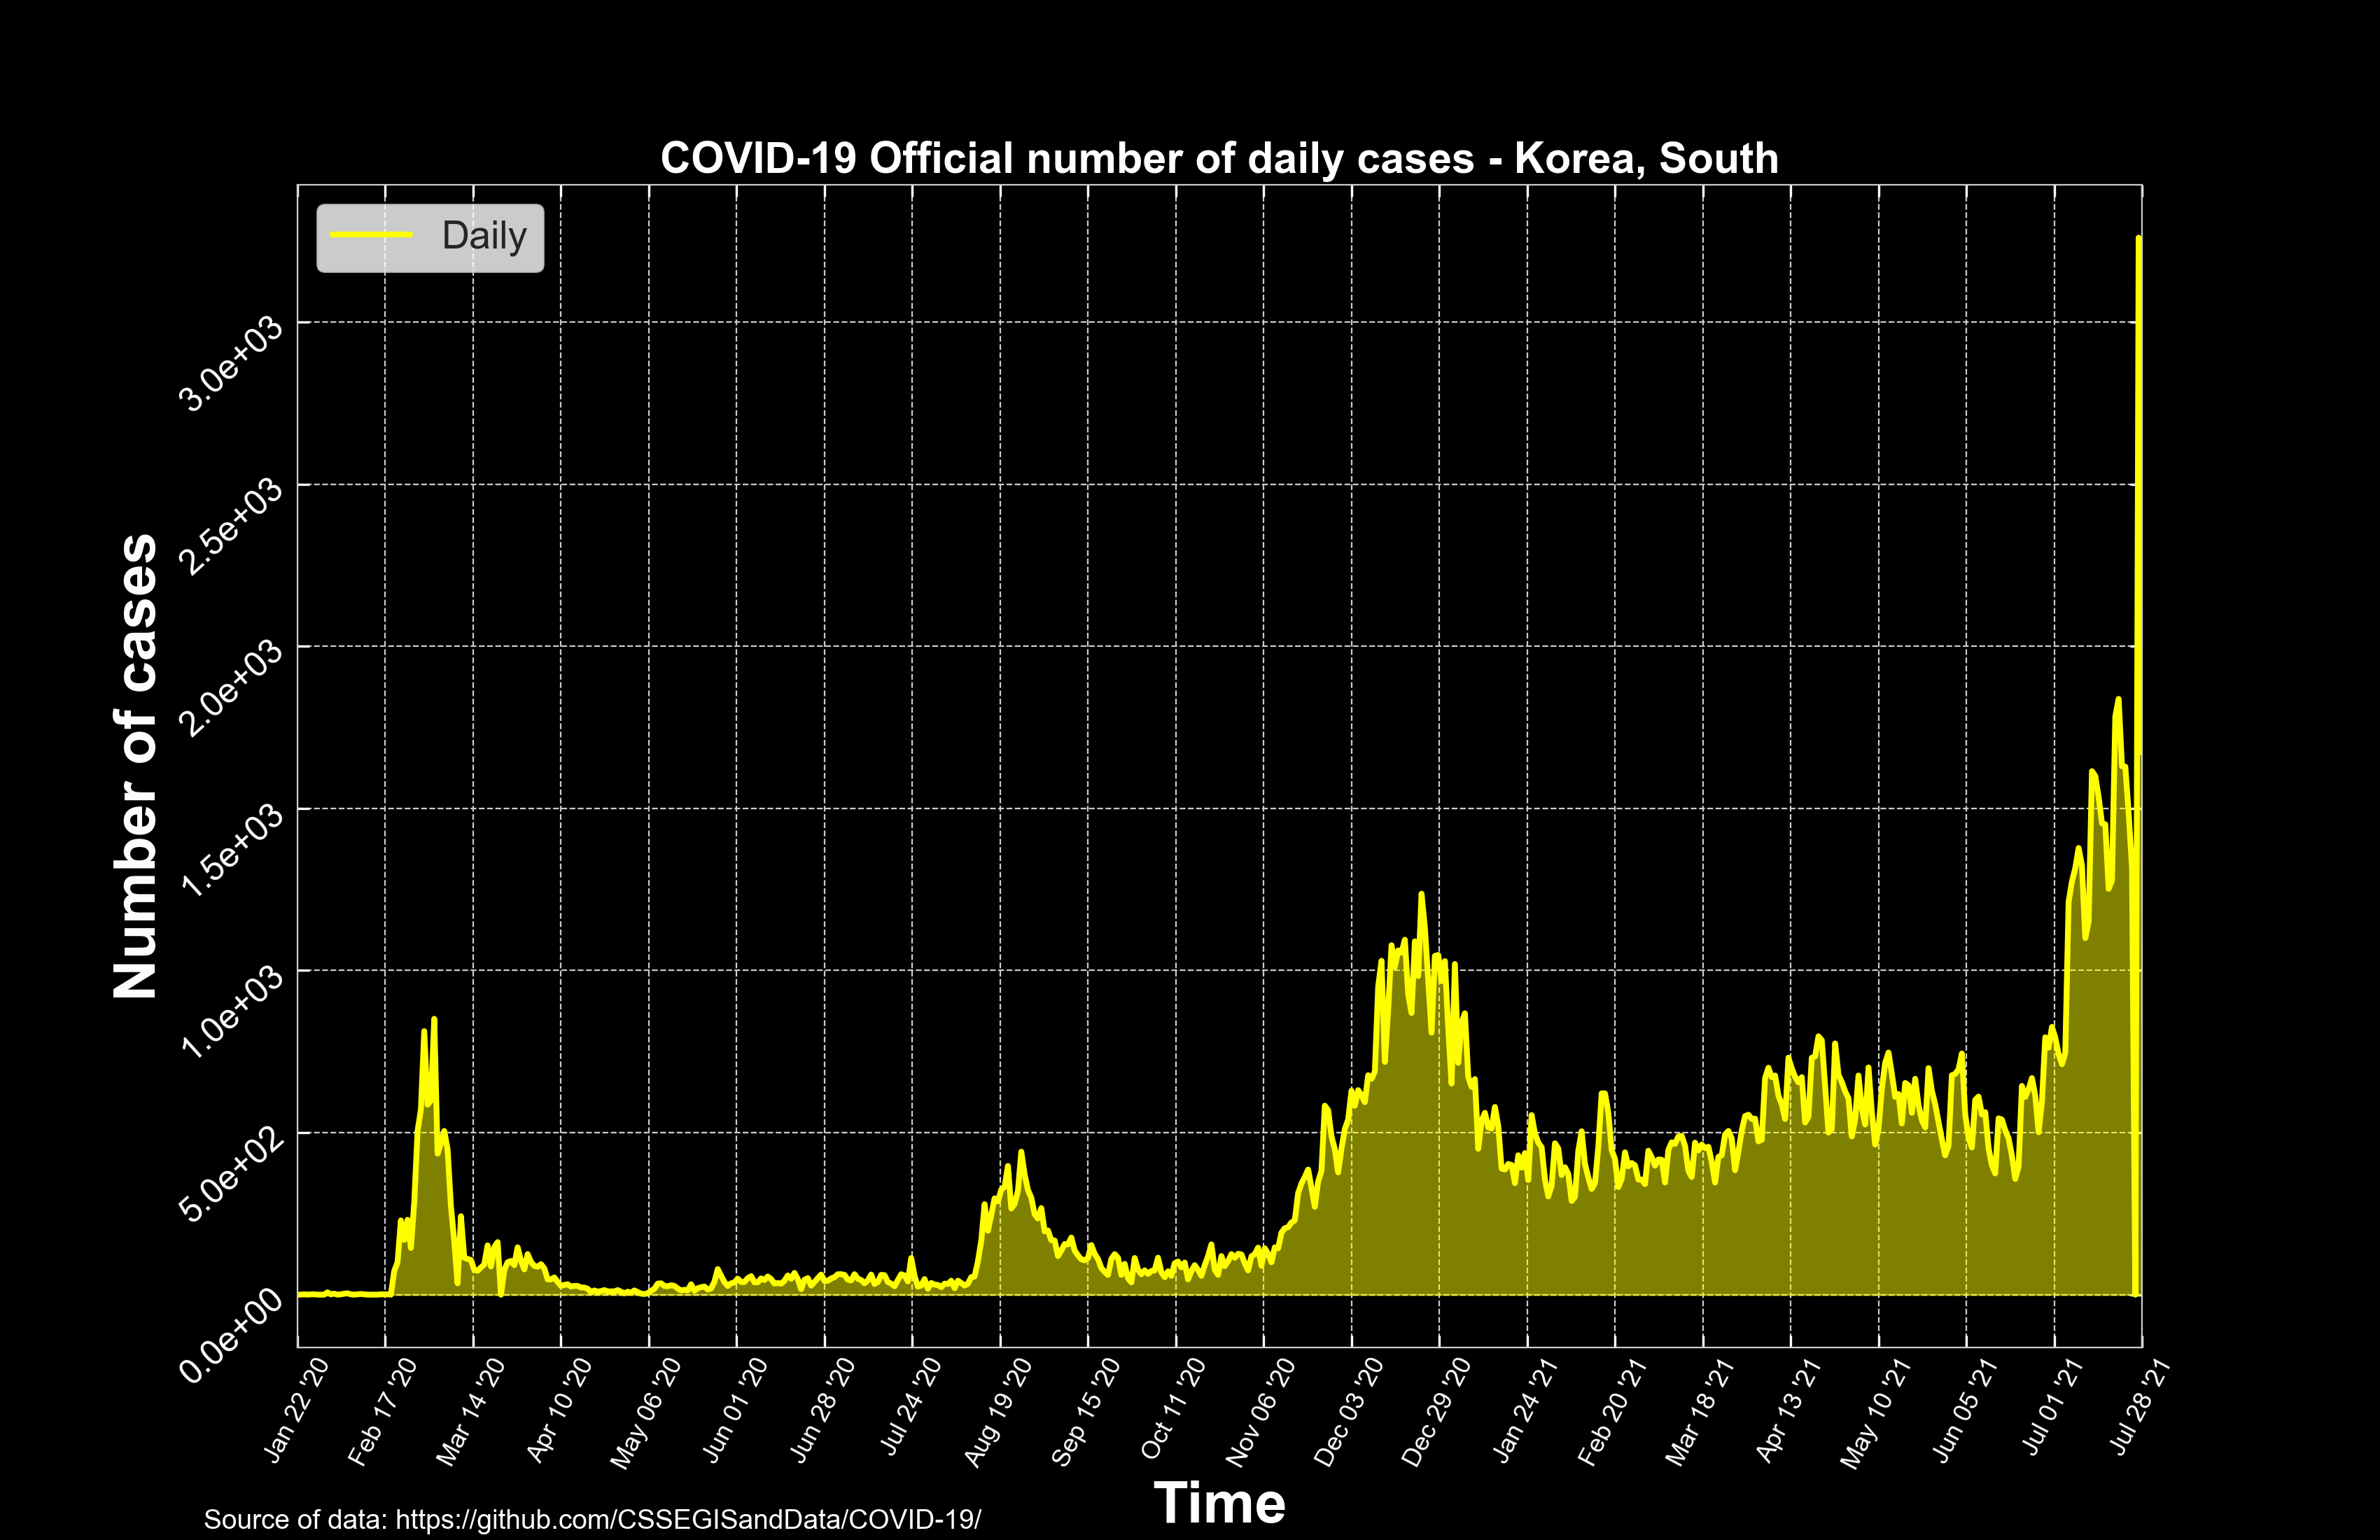 COVID-19 Official number of daily cases - Korea, South
Daily
Number of cases
3.0e+03
2.5e+03
2.0e+03
1.5e+03
1.0e+03
5.0e+02
0.0e+00
Jan 22 '20
Feb 17 '20
Mar 14 '20
Apr 10 '20
May 06 '20
Jun 01 '20
Jun 28 '20
Jul 24 '20
Aug 19 '20
Sep 15 '20
Oct 11 '20
Nov 06 '20
Dec 03 '20
Dec 29 '20
Jan 24 '21
Feb 20 '21
Mar 18 '21
Apr 13 '21
May 10 '21
Jun 05 '21
Jul 01 '21
Jul 28 '21
Time
Source of data: https://github.com/CSSEGISandData/COVID-19/